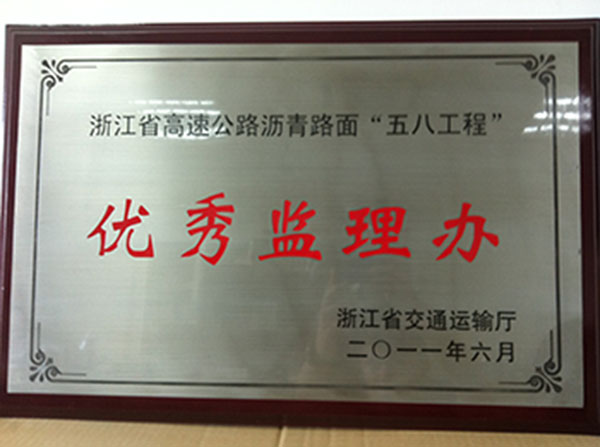 浙江省高速公路沥青路面“五八工程”
优秀监理办
浙江省交通运输厅
二〇一一年六月